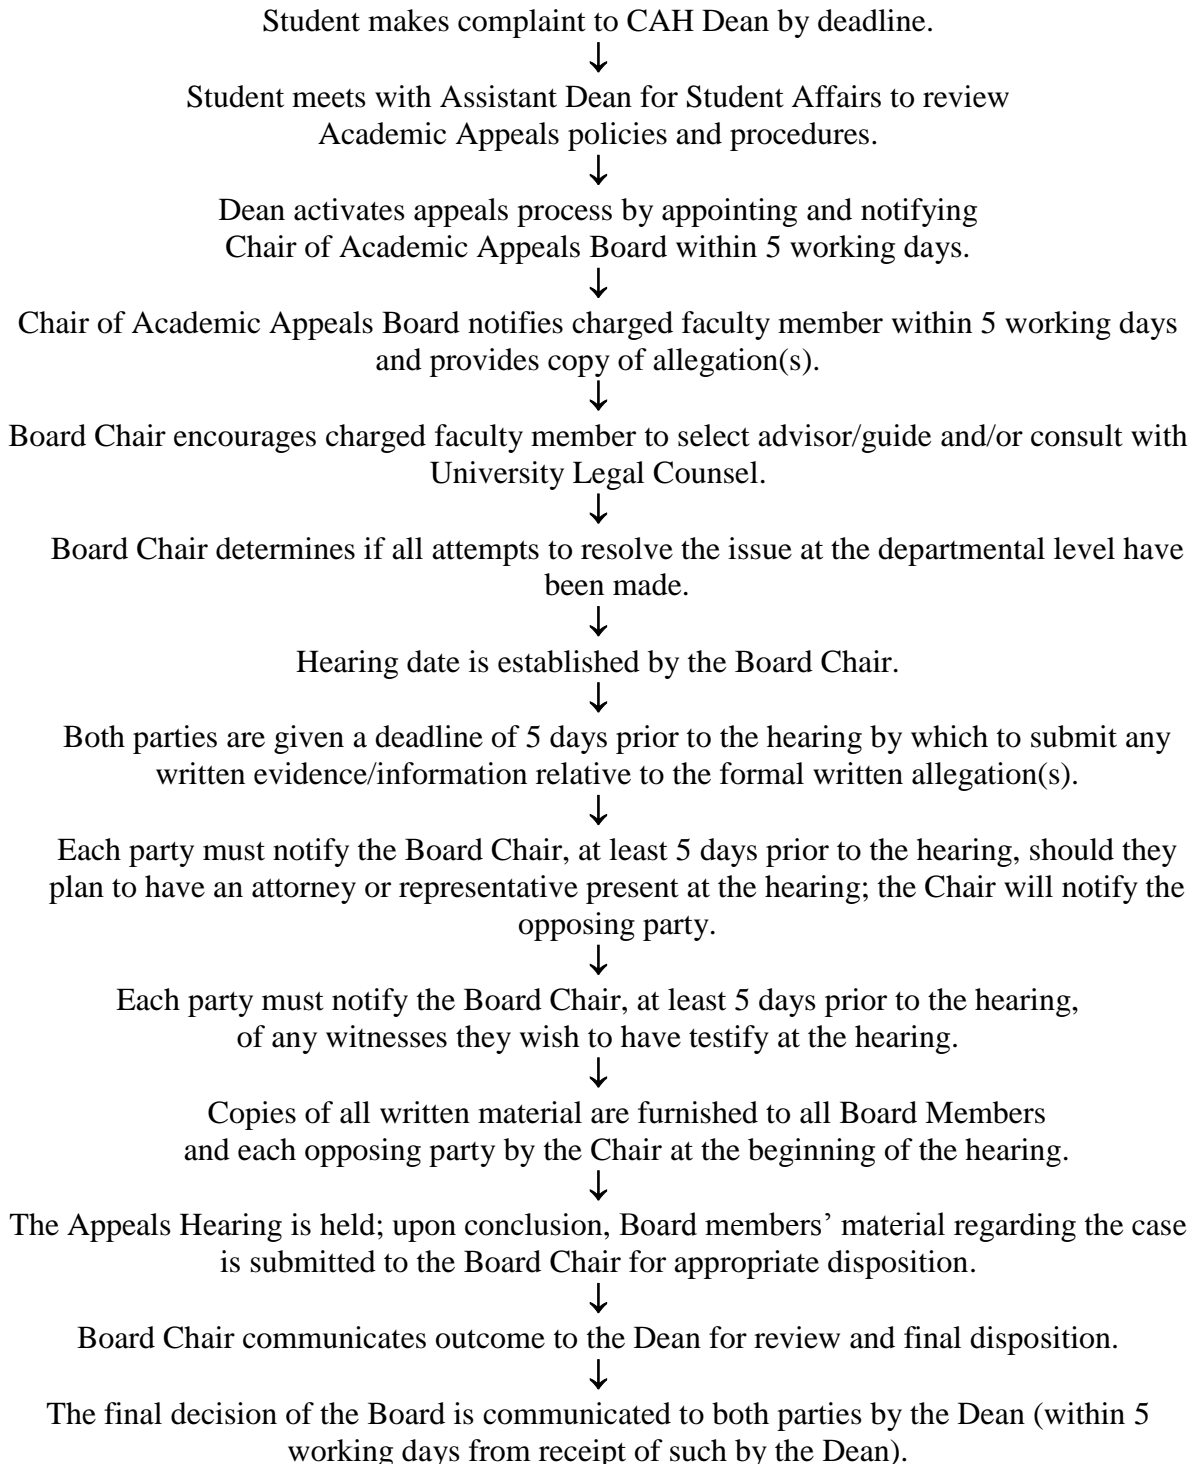 Student makes complaint to CAH Dean by deadline.
↓
Student meets with Assistant Dean for Student Affairs to review
Academic Appeals policies and procedures.
↓
Dean activates appeals process by appointing and notifying
Chair of Academic Appeals Board within 5 working days.
↓
Chair of Academic Appeals Board notifies charged faculty member within 5 working days
and provides copy of allegation(s).
↓
Board Chair encourages charged faculty member to select advisor/guide and/or consult with
University Legal Counsel.
↓
Board Chair determines if all attempts to resolve the issue at the departmental level have
been made.
↓
Hearing date is established by the Board Chair.
↓
Both parties are given a deadline of 5 days prior to the hearing by which to submit any
written evidence/information relative to the formal written allegation(s).
↓
Each party must notify the Board Chair, at least 5 days prior to the hearing, should they
plan to have an attorney or representative present at the hearing; the Chair will notify the
opposing party.
↓
Each party must notify the Board Chair, at least 5 days prior to the hearing,
of any witnesses they wish to have testify at the hearing.
↓
Copies of all written material are furnished to all Board Members
and each opposing party by the Chair at the beginning of the hearing.
↓
The Appeals Hearing is held; upon conclusion, Board members’ material regarding the case
is submitted to the Board Chair for appropriate disposition.
↓
Board Chair communicates outcome to the Dean for review and final disposition.
↓
The final decision of the Board is communicated to both parties by the Dean (within 5
working days from receipt of such by the Dean).